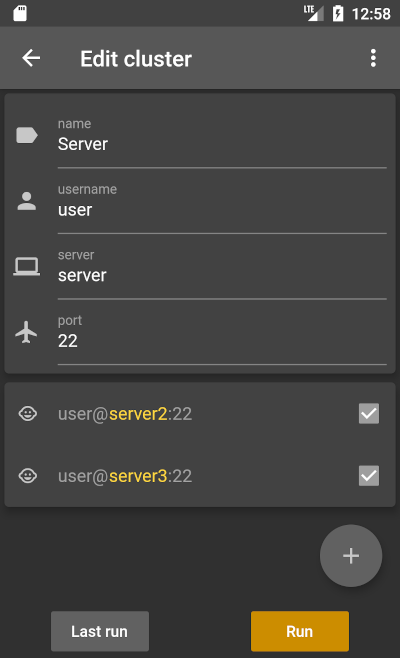 LTE 12:58
Edit cluster
name
Server
username
user
server
server
port
22
user@server2:22
user@server3:22
Last run Run